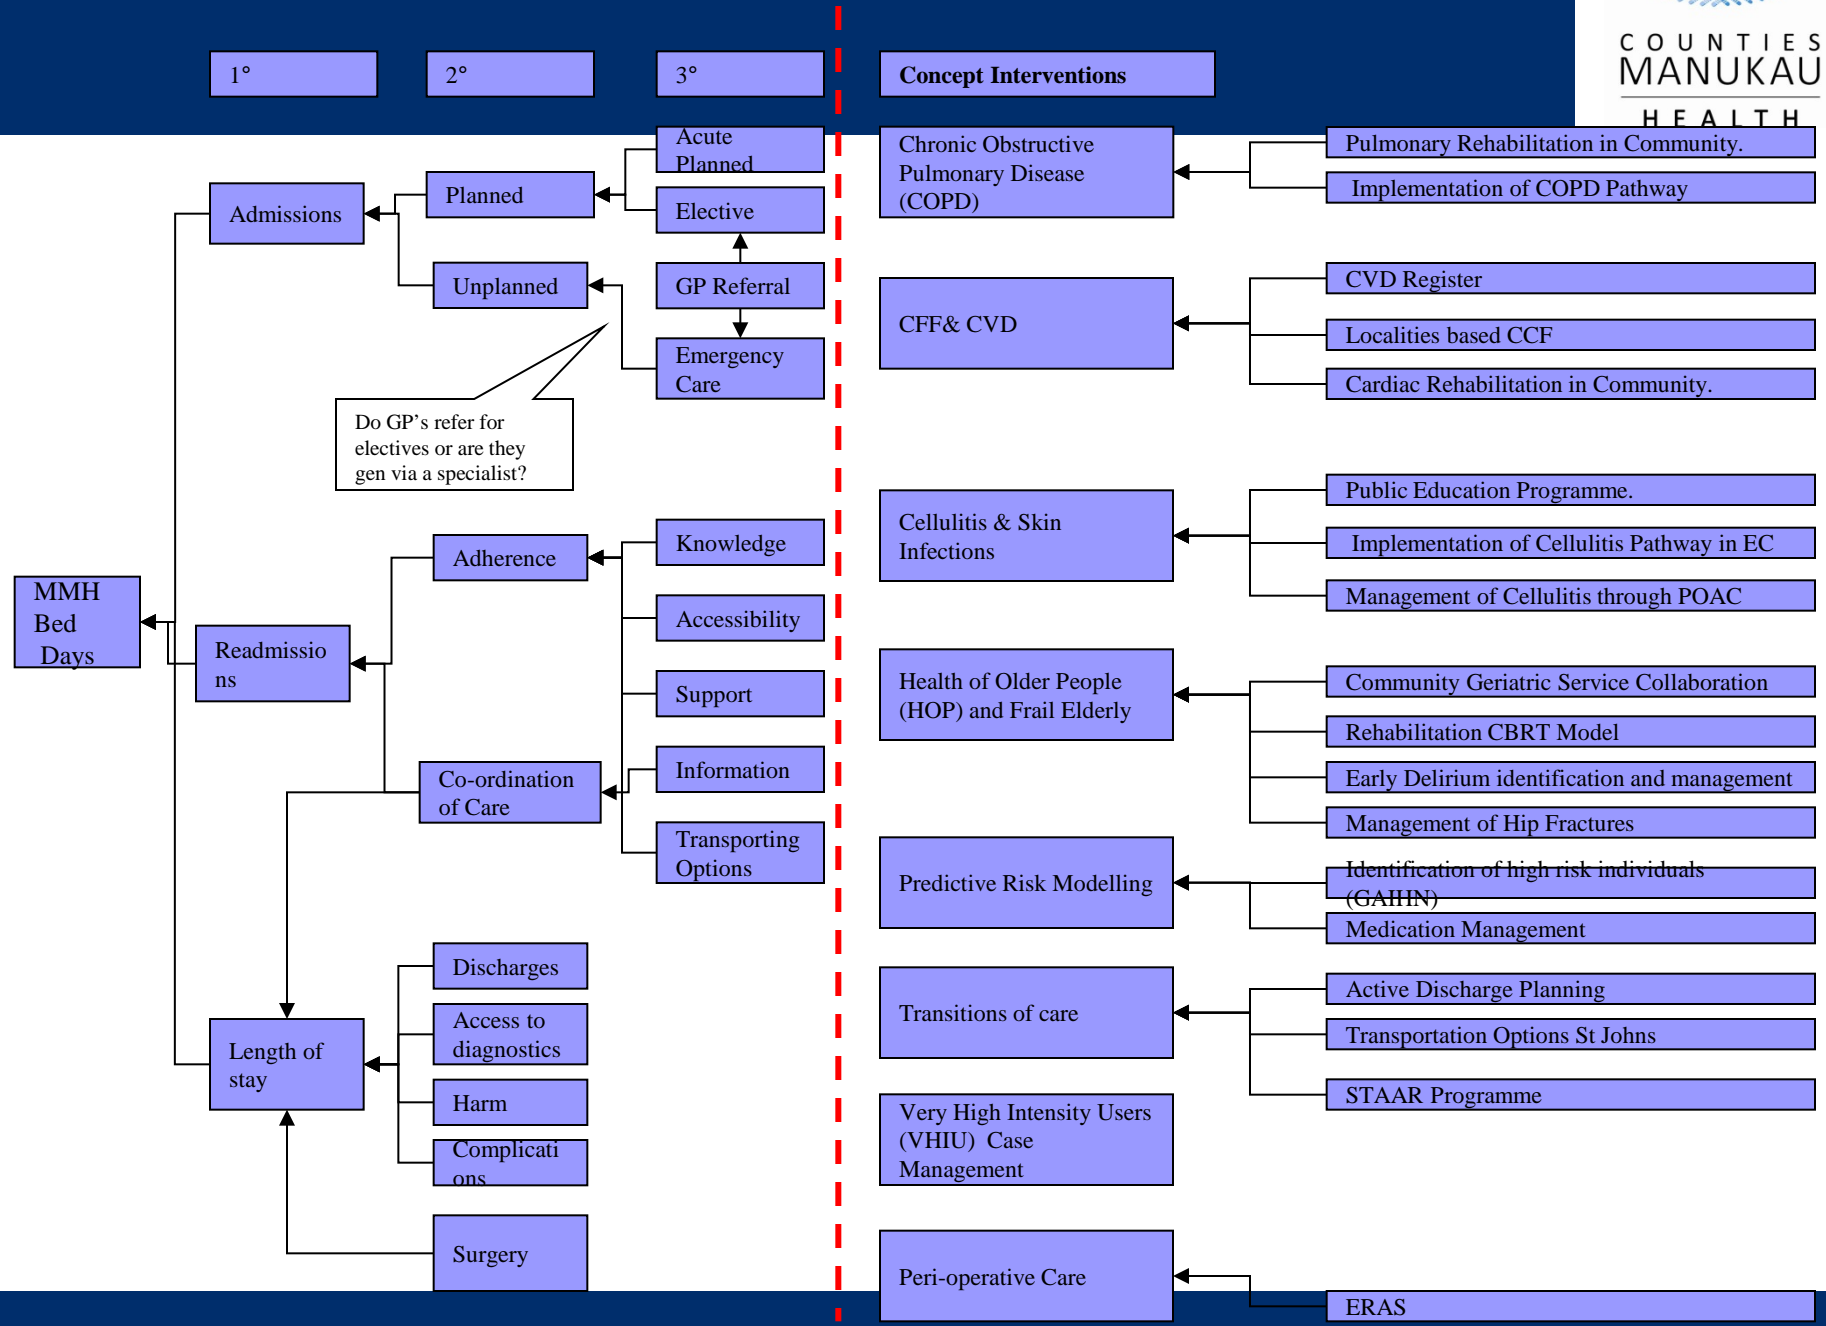 COUNTIES
MANUKAU
HEALTH
1°
2°
3°
Concept Interventions
Acute
Planned
Planned
Elective
Admissions
Unplanned
GP Referral
Emergency
Care
Do GP’s refer for
electives or are they
gen via a specialist?
MMH
Bed
Days
Adherence
Knowledge
Accessibility
Readmissio
ns
Support
Co-ordination
of Care
Information
Transporting
Options
Discharges
Access to
diagnostics
Length of
stay
Harm
Complicati
ons
Surgery
Chronic Obstructive
Pulmonary Disease
(COPD)
Pulmonary Rehabilitation in Community.
Implementation of COPD Pathway
CFF& CVD
CVD Register
Localities based CCF
Cardiac Rehabilitation in Community.
Cellulitis & Skin
Infections
Public Education Programme.
Implementation of Cellulitis Pathway in EC
Management of Cellulitis through POAC
Health of Older People
(HOP) and Frail Elderly
Community Geriatric Service Collaboration
Rehabilitation CBRT Model
Early Delirium identification and management
Management of Hip Fractures
Predictive Risk Modelling
Identification of high risk individuals
(GAIHN)
Medication Management
Transitions of care
Active Discharge Planning
Transportation Options St Johns
STAAR Programme
Very High Intensity Users
(VHIU)  Case
Management
Peri-operative Care
ERAS